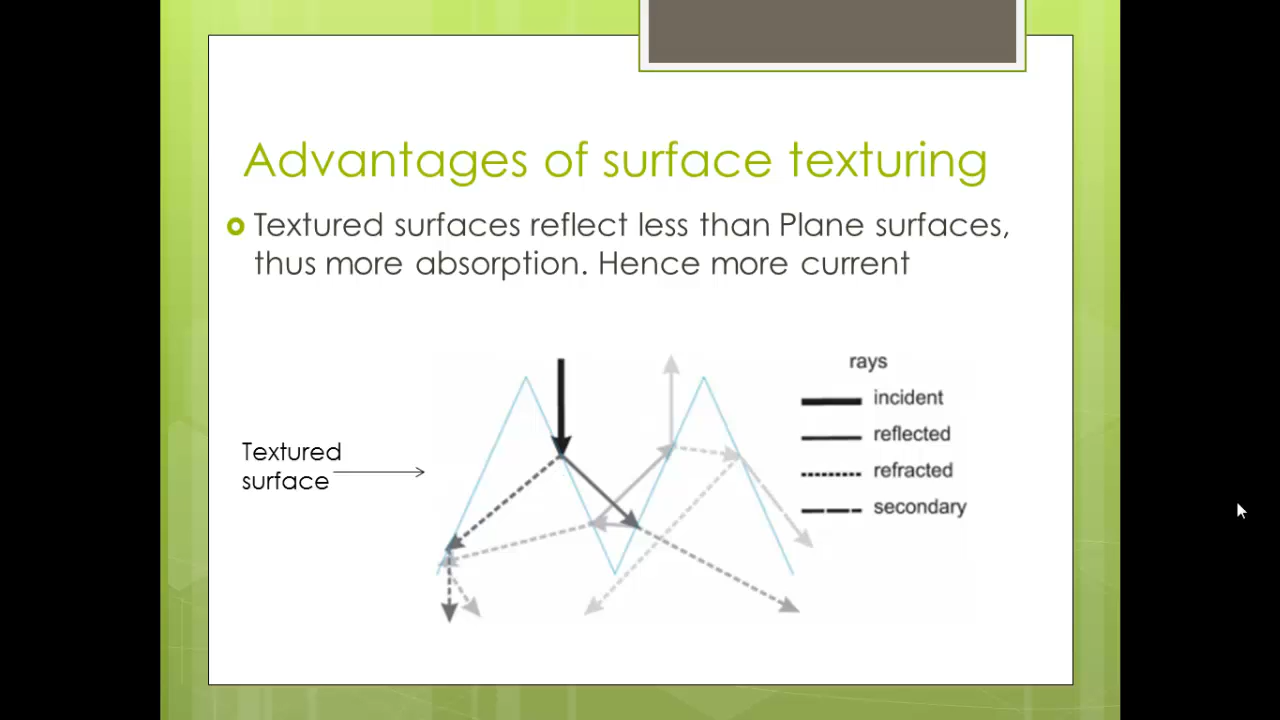 Advantages of surface texturing
Textured surfaces reflect less than Plane surfaces,
thus more absorption. Hence more current
Textured
surface
rays
incident
reflected
refracted
secondary